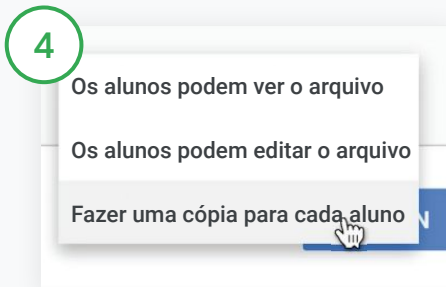 4
Os alunos podem ver o arquivo
Os alunos podem editar o arquivo
Fazer uma cópia para cada aluno
N